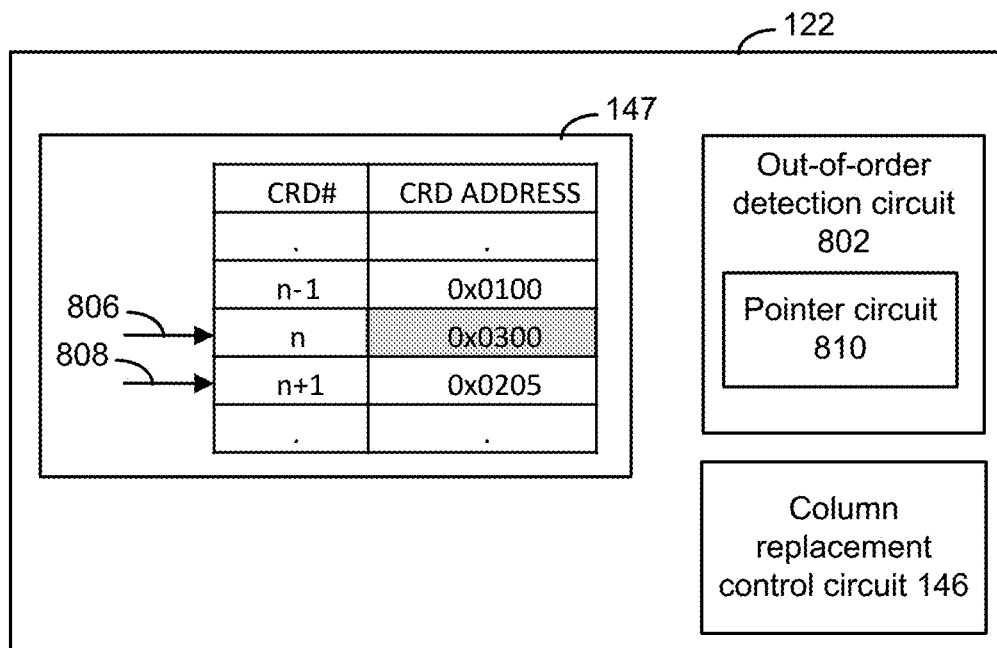 122
147
CRD# CRD ADDRESS
. .
n-1 0x0100
806
n 0x0300
808
n+1 0x0205
. .
Out-of-order
detection circuit
802
Pointer circuit
810
Column
replacement
control circuit 146